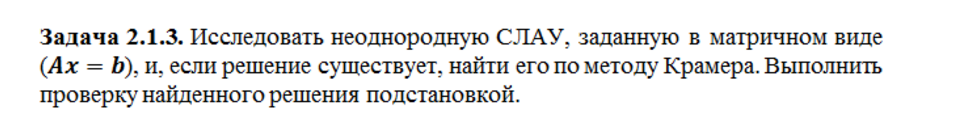 Задача 2.1.3. Исследовать неоднородную СЛАУ, заданную в матричном виде
(Ax = b), и, если решение существует, найти его по методу Крамера. Выполнить
проверку найденного решения подстановкой.